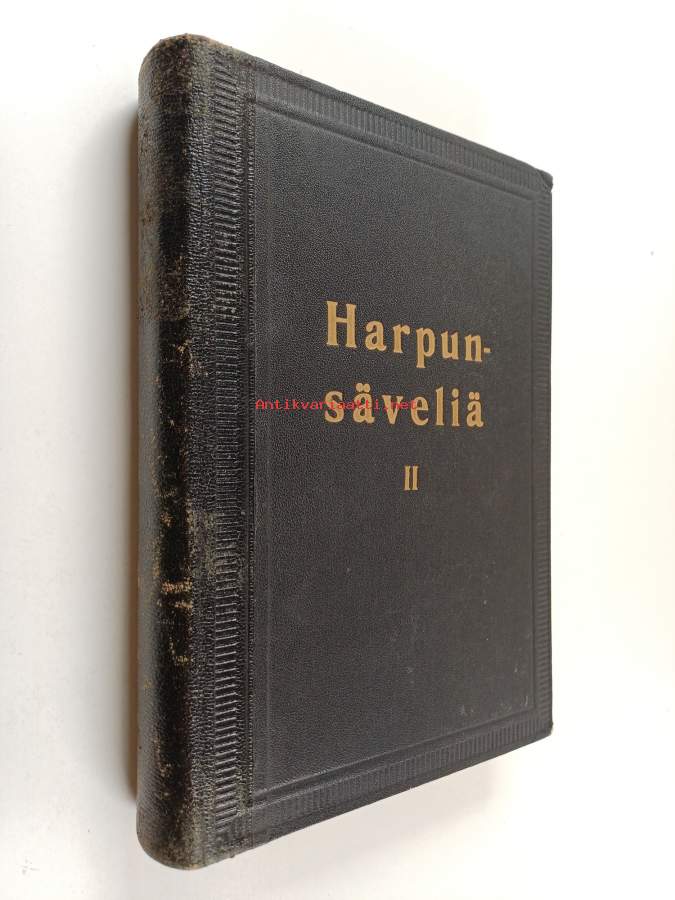 Harpun-
Antikvariaatti.net
säveliä
II